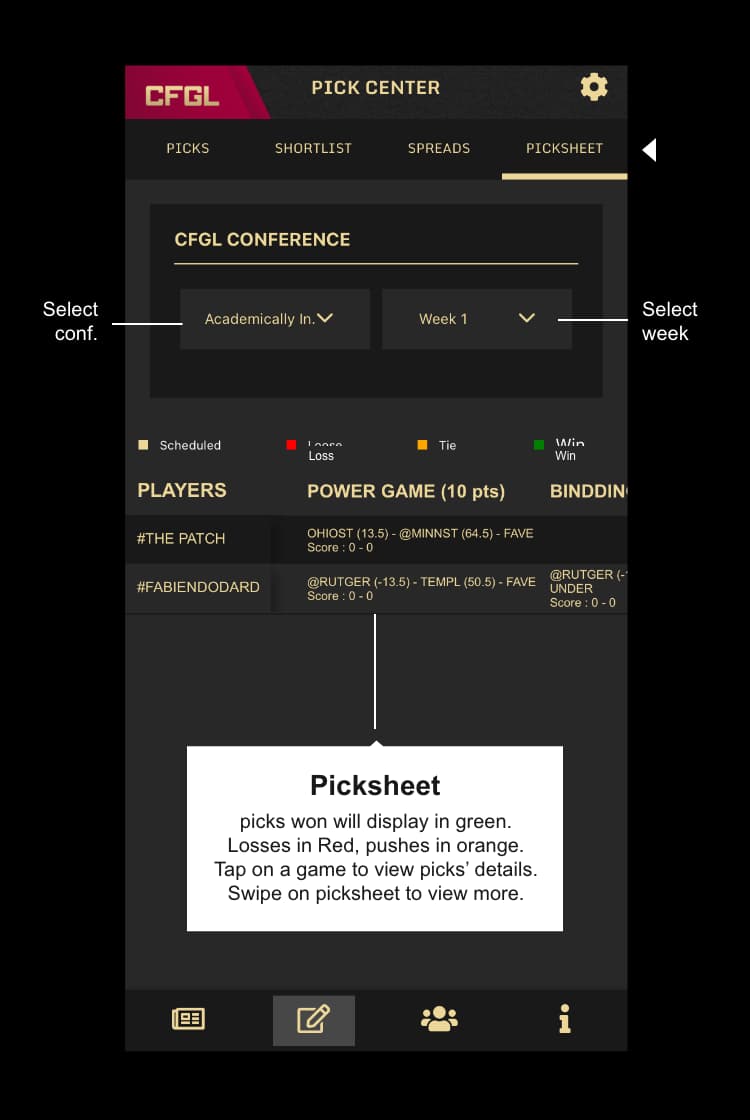 CFGL
PICK CENTER
PICKS
SHORTLIST
SPREADS
PICKSHEET
CFGL CONFERENCE
Select
conf.
Academically In.
Week 1
Select
week
Scheduled
Loss
Tie
Win
PLAYERS
POWER GAME (10 pts)
BINDDIN
#THE PATCH
OHIOST (13.5) - @MINNST (64.5) - FAVE
Score : 0 - 0
#FABIENDODARD
@RUTGER (-13.5) - TEMPL (50.5) - FAVE
Score : 0 - 0
@RUTGER (-1
UNDER
Score : 0 - 0
Picksheet
picks won will display in green.
Losses in Red, pushes in orange.
Tap on a game to view picks’ details.
Swipe on picksheet to view more.